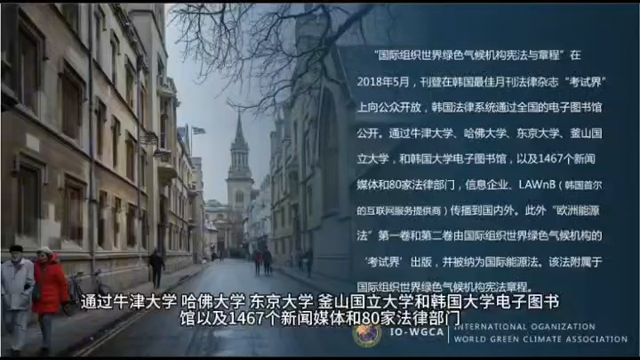 “国际组织世界绿色气候机构宪法与章程”在
2018年5月，刊登在韩国最佳月刊法律杂志“考试界”
上向公众开放，韩国法律系统通过全国的电子图书馆
公开。通过牛津大学、哈佛大学、东京大学、釜山国
立大学，和韩国大学电子图书馆，以及1467个新闻
媒体和80家法律部门，信息企业、LAWnB（韩国首尔
的互联网服务提供商）传播到国内外。此外“欧洲能源
法”第一卷和第二卷由国际组织世界绿色气候机构的
‘考试界’出版，并被纳为国际能源法。该法附属于
国际组织世界绿色气候机构宪法章程。
通过牛津大学 哈佛大学 东京大学 釜山国立大学和韩国大学电子图书
馆以及1467个新闻媒体和80家法律部门
IO-WGCA
INTERNATIONAL OGANIZATION
WORLD GREEN CLIMATE ASSOCIATION